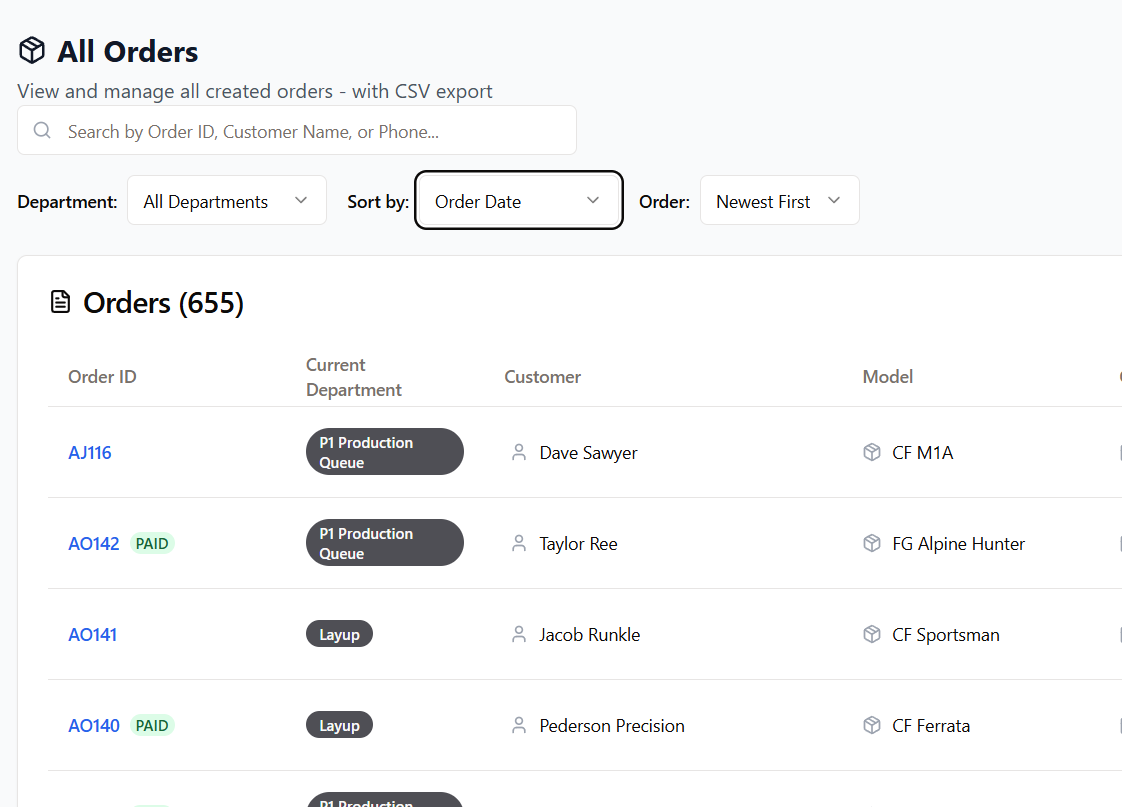 All Orders
View and manage all created orders - with CSV export
Search by Order ID, Customer Name, or Phone...
Department: All Departments Sort by: Order Date Order: Newest First
Orders (655)
Order ID Current Department Customer Model
AJ116 P1 Production Queue Dave Sawyer CF M1A
AO142 PAID P1 Production Queue Taylor Ree FG Alpine Hunter
AO141 Layup Jacob Runkle CF Sportsman
AO140 PAID Layup Pederson Precision CF Ferrata
P1 Production